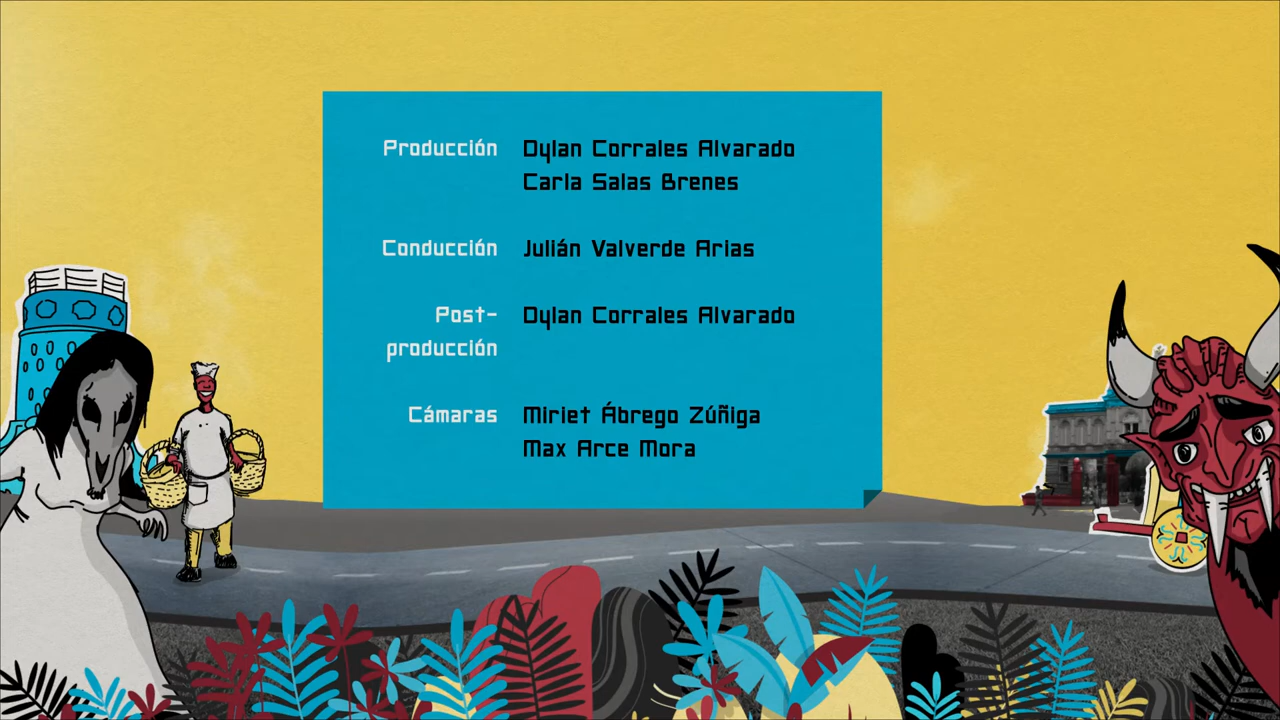 Producción Dylan Corrales Alvarado
Carla Salas Brenes
Conducción Julián Valverde Arias
Post- Dylan Corrales Alvarado
producción
Cámaras Miriet Ábrego Zúñiga
Max Arce Mora